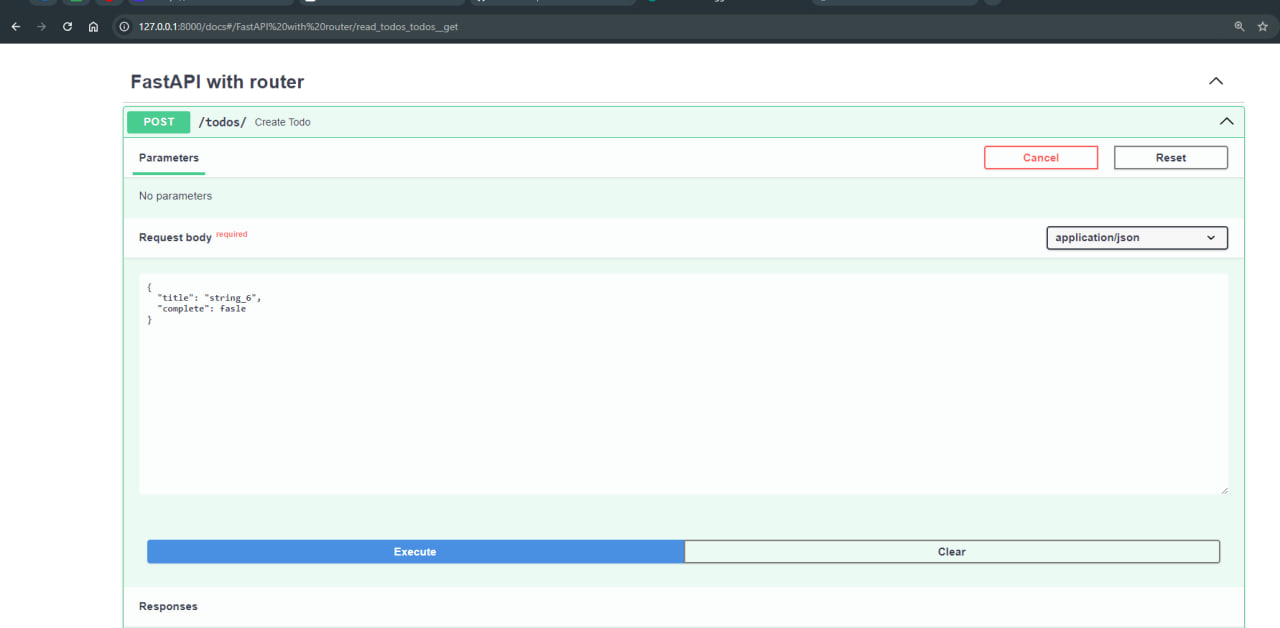 127.0.0.1:8000/docs#/FastAPI%20with%20router/read_todos_todos__get
FastAPI with router
POST /todos/ Create Todo
Parameters
Cancel
Reset
No parameters
Request body required
application/json
{
"title": "string_6",
"complete": fasle
}
Execute
Clear
Responses